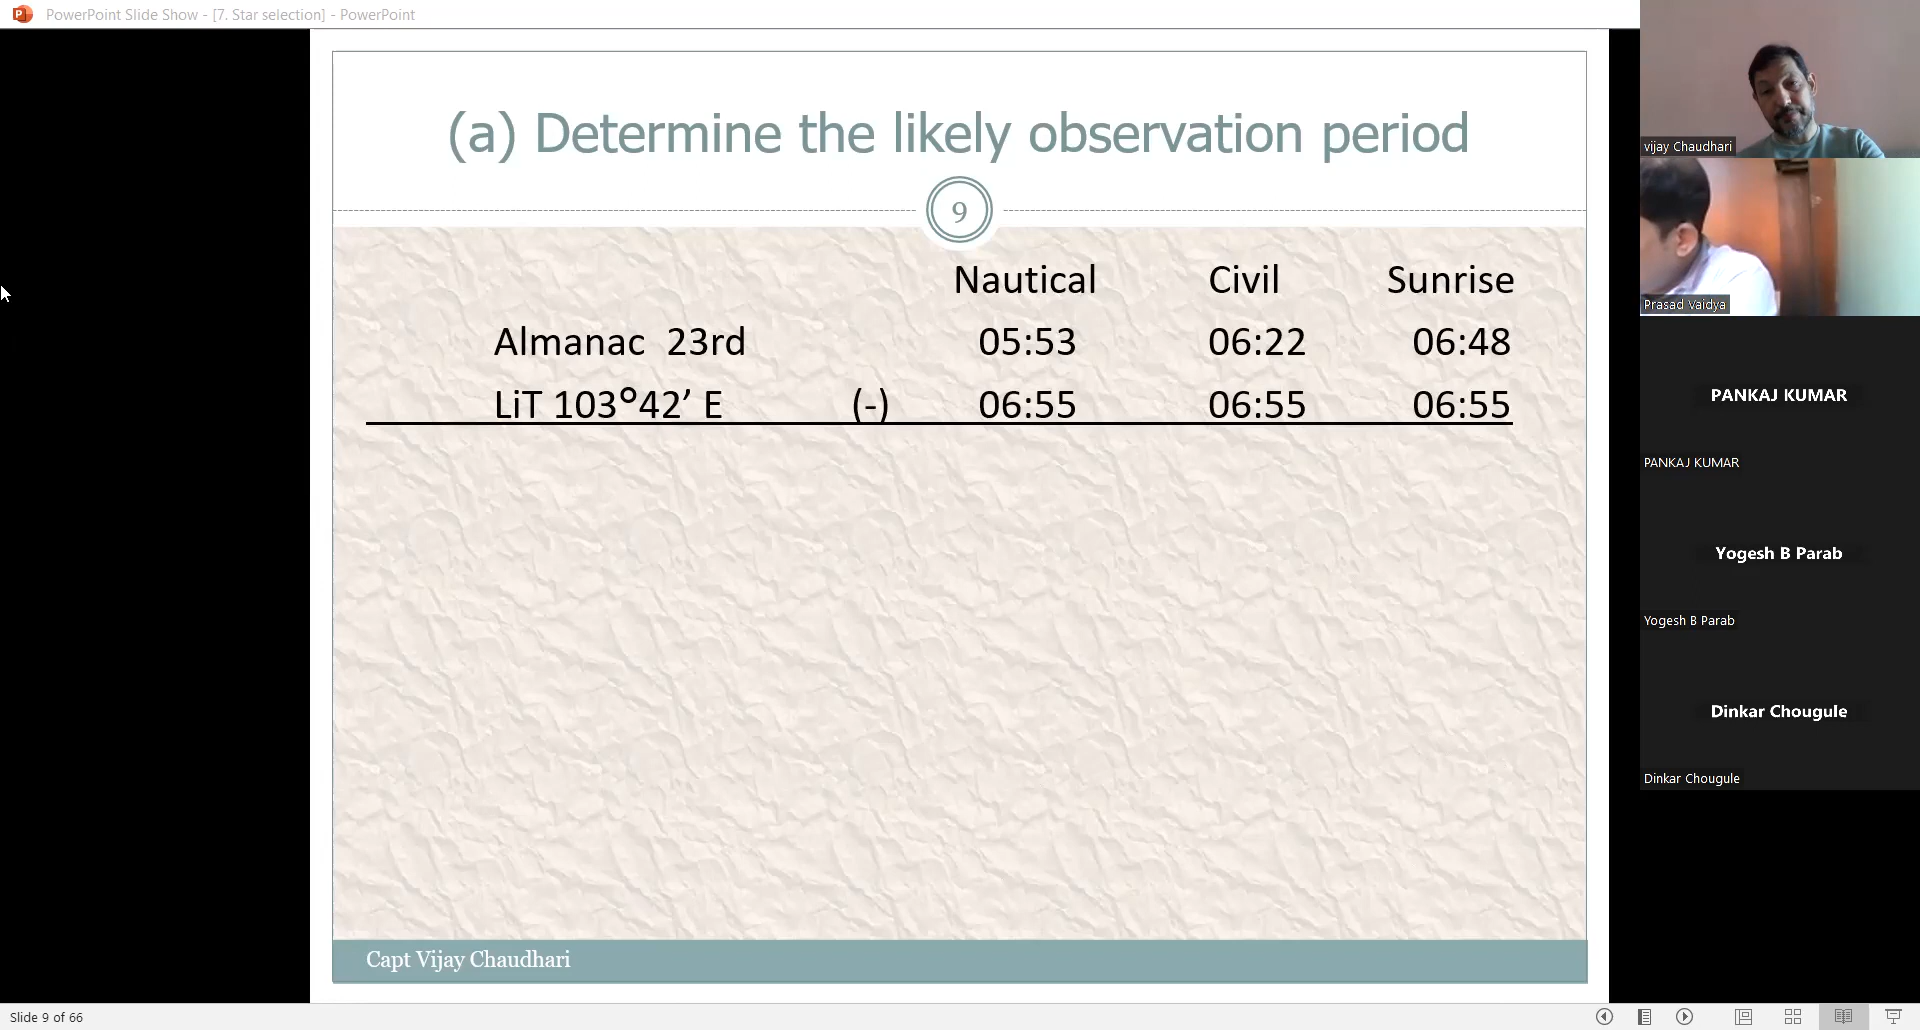 PowerPoint Slide Show - [7. Star selection] - PowerPoint
(a) Determine the likely observation period
9
Nautical Civil Sunrise
Almanac 23rd 05:53 06:22 06:48
LiT 103°42’ E (-) 06:55 06:55 06:55
Capt Vijay Chaudhari
Slide 9 of 66
vijay Chaudhari
Prasad Vaidya
PANKAJ KUMAR
PANKAJ KUMAR
Yogesh B Parab
Yogesh B Parab
Dinkar Chougule
Dinkar Chougule